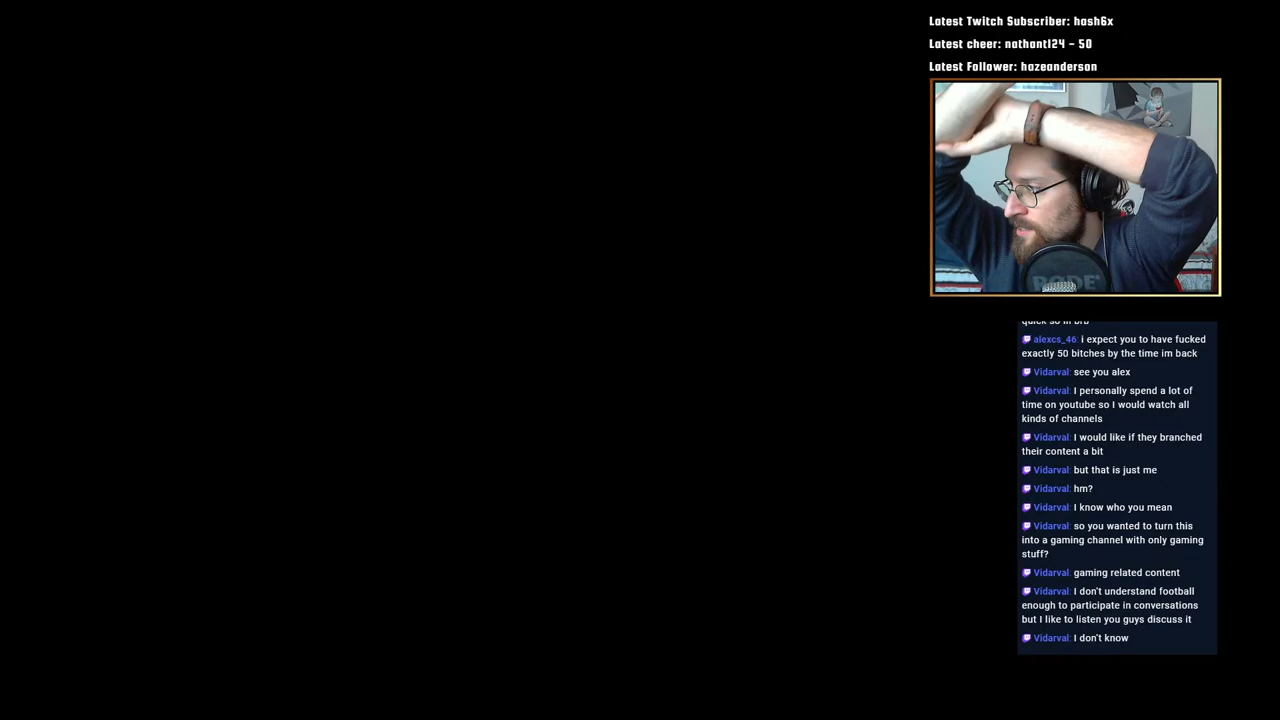 Latest Twitch Subscriber: hash6x
Latest cheer: nathant124 - 50
Latest Follower: hazeanderson
RØDE
quick so in brb
alexcs_46: i expect you to have fucked
exactly 50 bitches by the time im back
Vidarval: see you alex
Vidarval: I personally spend a lot of
time on youtube so I would watch all
kinds of channels
Vidarval: I would like if they branched
their content a bit
Vidarval: but that is just me
Vidarval: hm?
Vidarval: I know who you mean
Vidarval: so you wanted to turn this
into a gaming channel with only gaming
stuff?
Vidarval: gaming related content
Vidarval: I don't understand football
enough to participate in conversations
but I like to listen you guys discuss it
Vidarval: I don't know